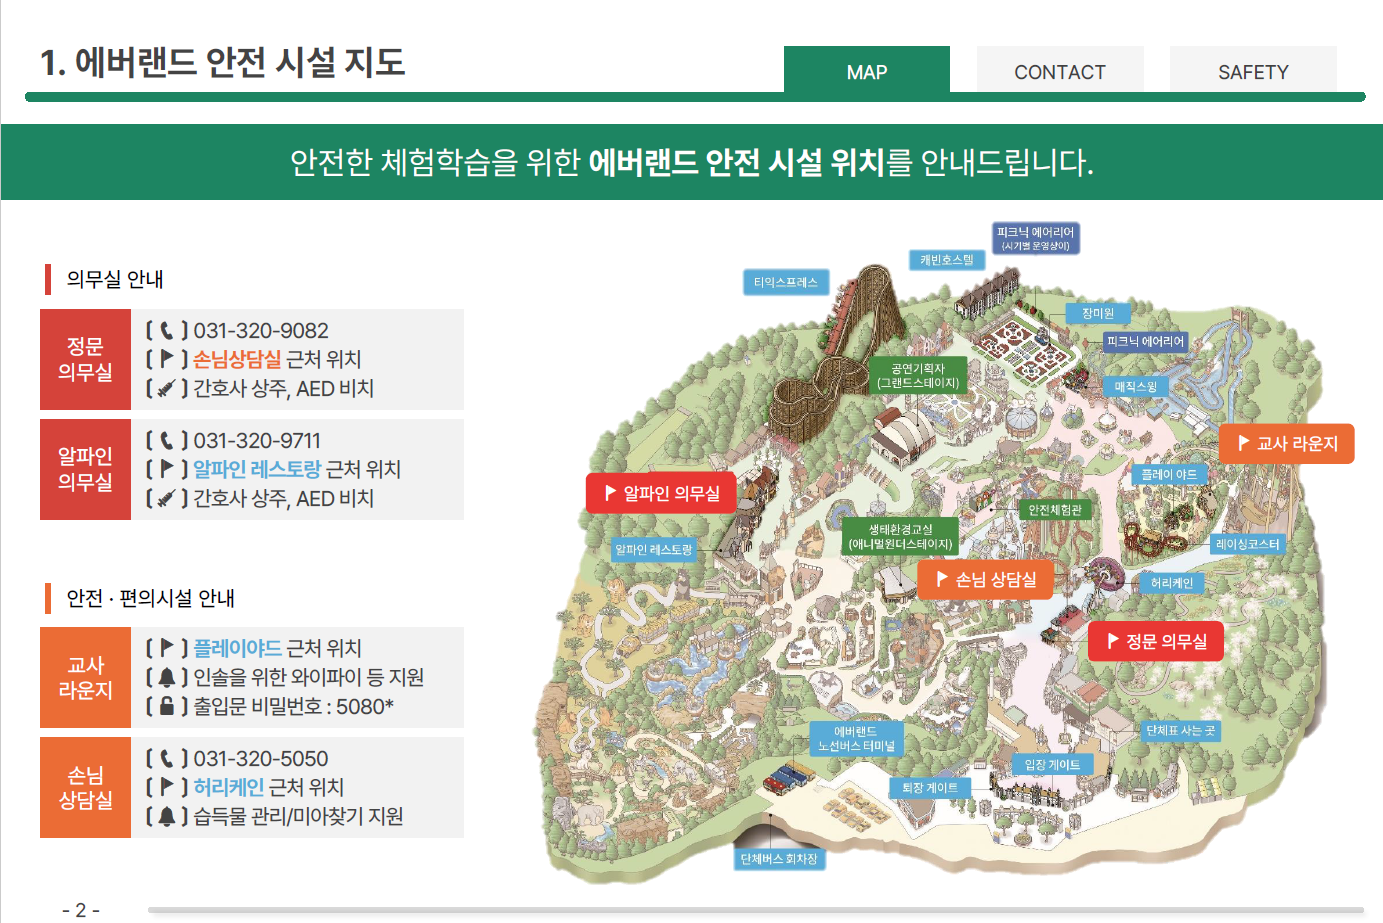 1. 에버랜드 안전 시설 지도
MAP
CONTACT
SAFETY
안전한 체험학습을 위한 에버랜드 안전 시설 위치를 안내드립니다.
의무실 안내
정문
의무실
031-320-9082
손님상담실 근처 위치
간호사 상주, AED 비치
알파인
의무실
031-320-9711
알파인 레스토랑 근처 위치
간호사 상주, AED 비치
안전 · 편의시설 안내
교사
라운지
플레이야드 근처 위치
인솔을 위한 와이파이 등 지원
출입문 비밀번호 : 5080*
손님
상담실
031-320-5050
허리케인 근처 위치
습득물 관리/미아찾기 지원
피크닉 에어리어
(시기별 운영상이)
캐빈호스텔
티익스프레스
장미원
피크닉 에어리어
공연기획자
(그랜드스테이지)
매직스윙
교사 라운지
플레이 야드
알파인 의무실
안전체험관
생태환경교실
(애니멀원더스테이지)
알파인 레스토랑
레이싱코스터
손님 상담실
허리케인
정문 의무실
에버랜드
노선버스 터미널
단체표 사는 곳
입장 게이트
퇴장 게이트
단체버스 회차장
- 2 -